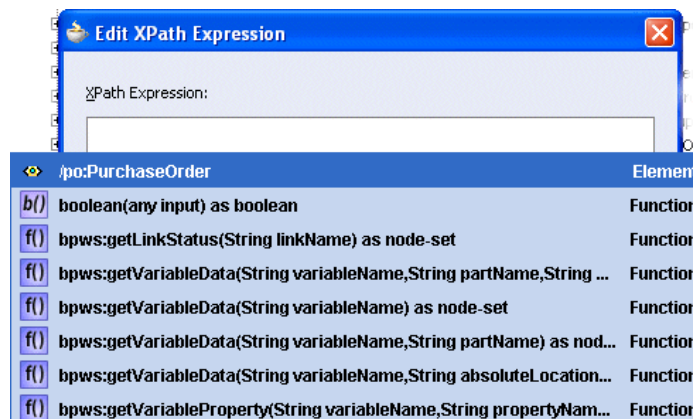 Edit XPath Expression
XPath Expression:
/po:PurchaseOrder Element
b() boolean(any input) as boolean Function
f() bpws:getLinkStatus(String linkName) as node-set Function
f() bpws:getVariableData(String variableName,String partName,String ... Function
f() bpws:getVariableData(String variableName) as node-set Function
f() bpws:getVariableData(String variableName,String partName) as nod... Function
f() bpws:getVariableData(String variableName,String absoluteLocation... Function
f() bpws:getVariableProperty(String variableName,String propertyNam... Function